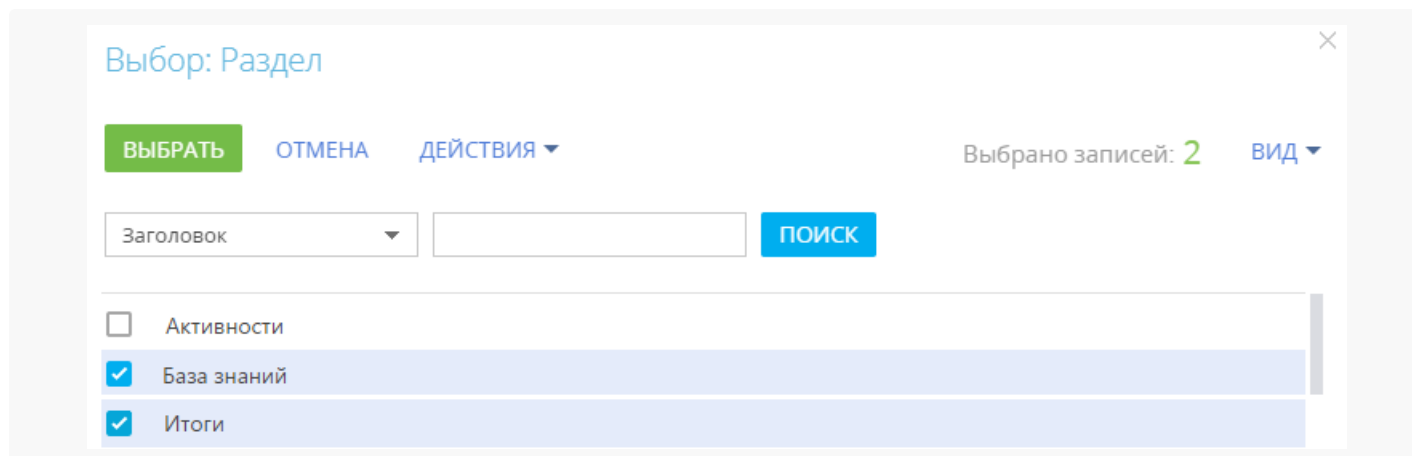 Выбор: Раздел
ВЫБРАТЬ ОТМЕНА ДЕЙСТВИЯ Выбрано записей: 2 ВИД
Заголовок ПОИСК
Активности
База знаний
Итоги